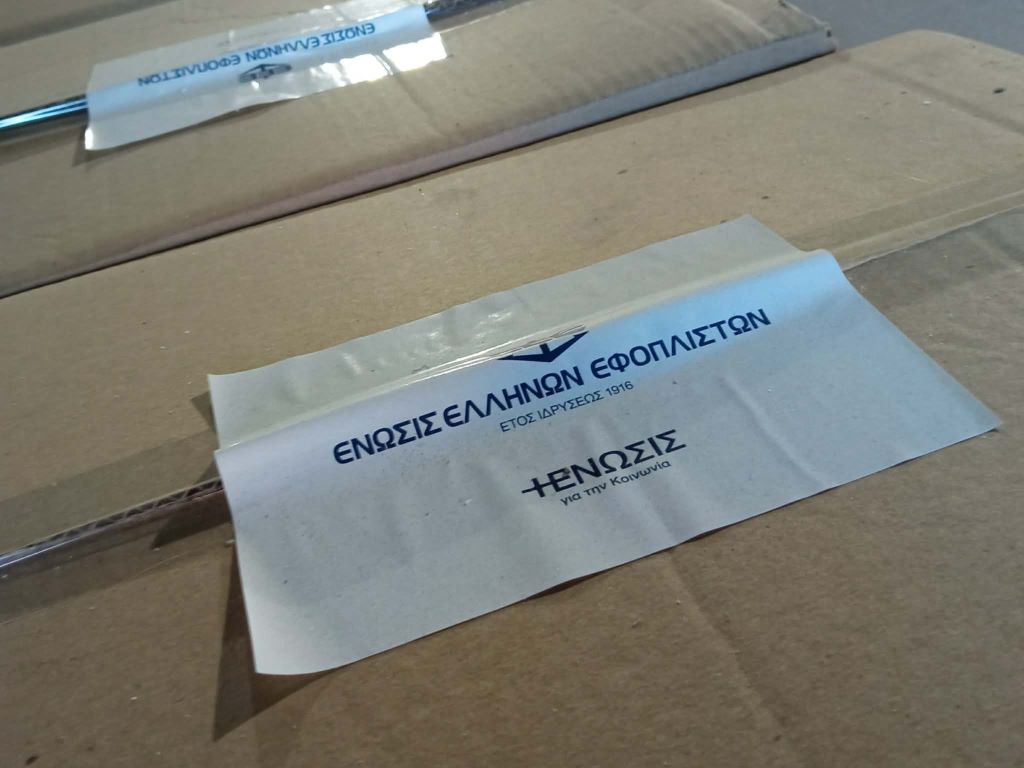 ΕΝΩΣΙΣ ΕΛΛΗΝΩΝ ΕΦΟΠΛΙΣΤΩΝ
ΕΝΩΣΙΣ ΕΛΛΗΝΩΝ ΕΦΟΠΛΙΣΤΩΝ
ΕΤΟΣ ΙΔΡΥΣΕΩΣ 1916
+ΕΝΩΣΙΣ
για την Κοινωνία